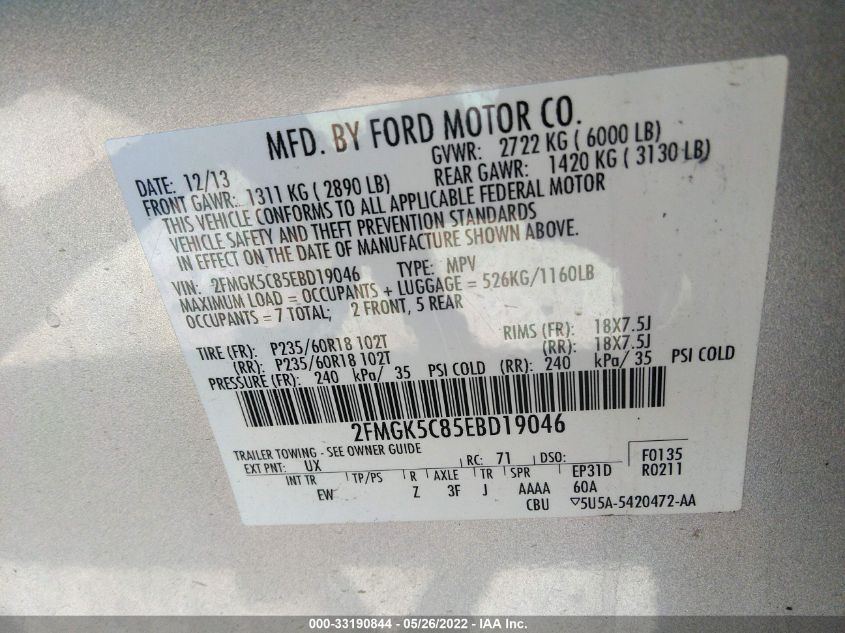 MFD. BY FORD MOTOR CO.
DATE: 12/13 GVWR: 2722 KG ( 6000 LB)
FRONT GAWR: 1311 KG ( 2890 LB) REAR GAWR: 1420 KG ( 3130 LB)
THIS VEHICLE CONFORMS TO ALL APPLICABLE FEDERAL MOTOR
VEHICLE SAFETY AND THEFT PREVENTION STANDARDS
IN EFFECT ON THE DATE OF MANUFACTURE SHOWN ABOVE.
VIN: 2FMGK5C85EBD19046 TYPE: MPV
MAXIMUM LOAD = OCCUPANTS + LUGGAGE = 526KG/1160LB
OCCUPANTS = 7 TOTAL; 2 FRONT, 5 REAR
TIRE (FR): P235/60R18 102T RIMS (FR): 18X7.5J
(RR): P235/60R18 102T (RR): 18X7.5J
PRESSURE (FR): 240 kPa/ 35 PSI COLD (RR): 240 kPa/ 35 PSI COLD
2FMGK5C85EBD19046
TRAILER TOWING - SEE OWNER GUIDE
EXT PNT: UX RC: 71 DSO: F0135
INT TR TP/PS R AXLE TR SPR EP31D R0211
EW Z 3F J AAAA 60A
CBU ▽5U5A-5420472-AA
000-33190844 - 05/26/2022 - IAAI Inc.